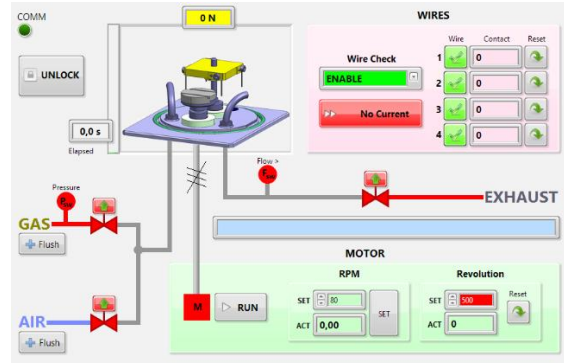 COMM
0 N
WIRES
Wire Contact Reset
Wire Check
ENABLE
No Current
1 0
2 0
3 0
4 0
UNLOCK
0,0 s
Elapsed
Flow >
EXHAUST
Pressure
GAS
Flush
MOTOR
RPM
SET 80
ACT 0,00
SET
Revolution
SET 500
ACT 0
Reset
M
RUN
AIR
Flush